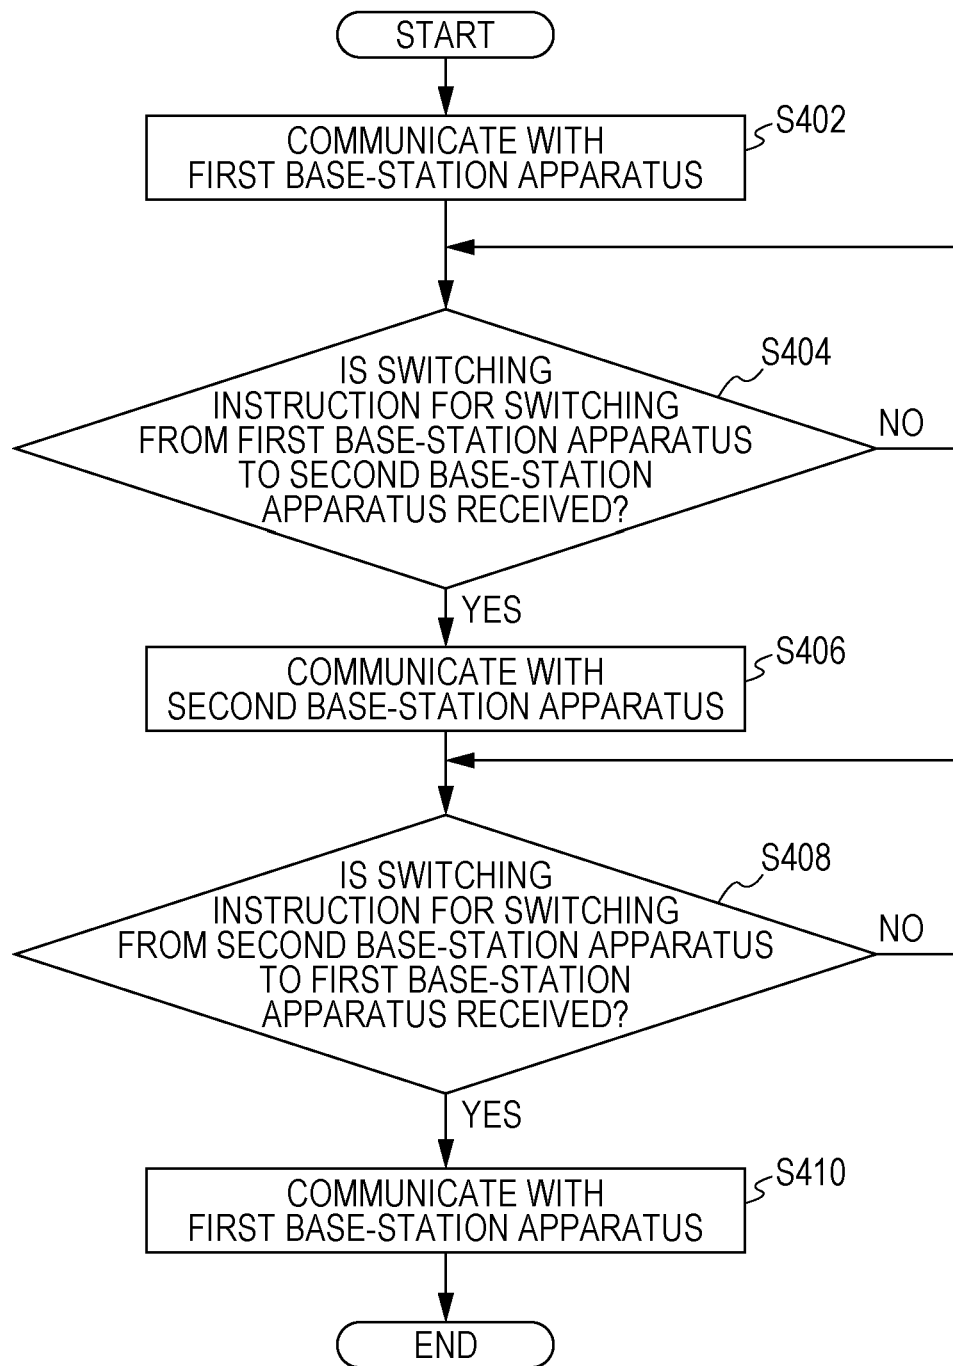 START
COMMUNICATE WITH
FIRST BASE-STATION APPARATUS
S402
IS SWITCHING
INSTRUCTION FOR SWITCHING
FROM FIRST BASE-STATION APPARATUS
TO SECOND BASE-STATION
APPARATUS RECEIVED?
S404
NO
YES
COMMUNICATE WITH
SECOND BASE-STATION APPARATUS
S406
IS SWITCHING
INSTRUCTION FOR SWITCHING
FROM SECOND BASE-STATION APPARATUS
TO FIRST BASE-STATION
APPARATUS RECEIVED?
S408
NO
YES
COMMUNICATE WITH
FIRST BASE-STATION APPARATUS
S410
END